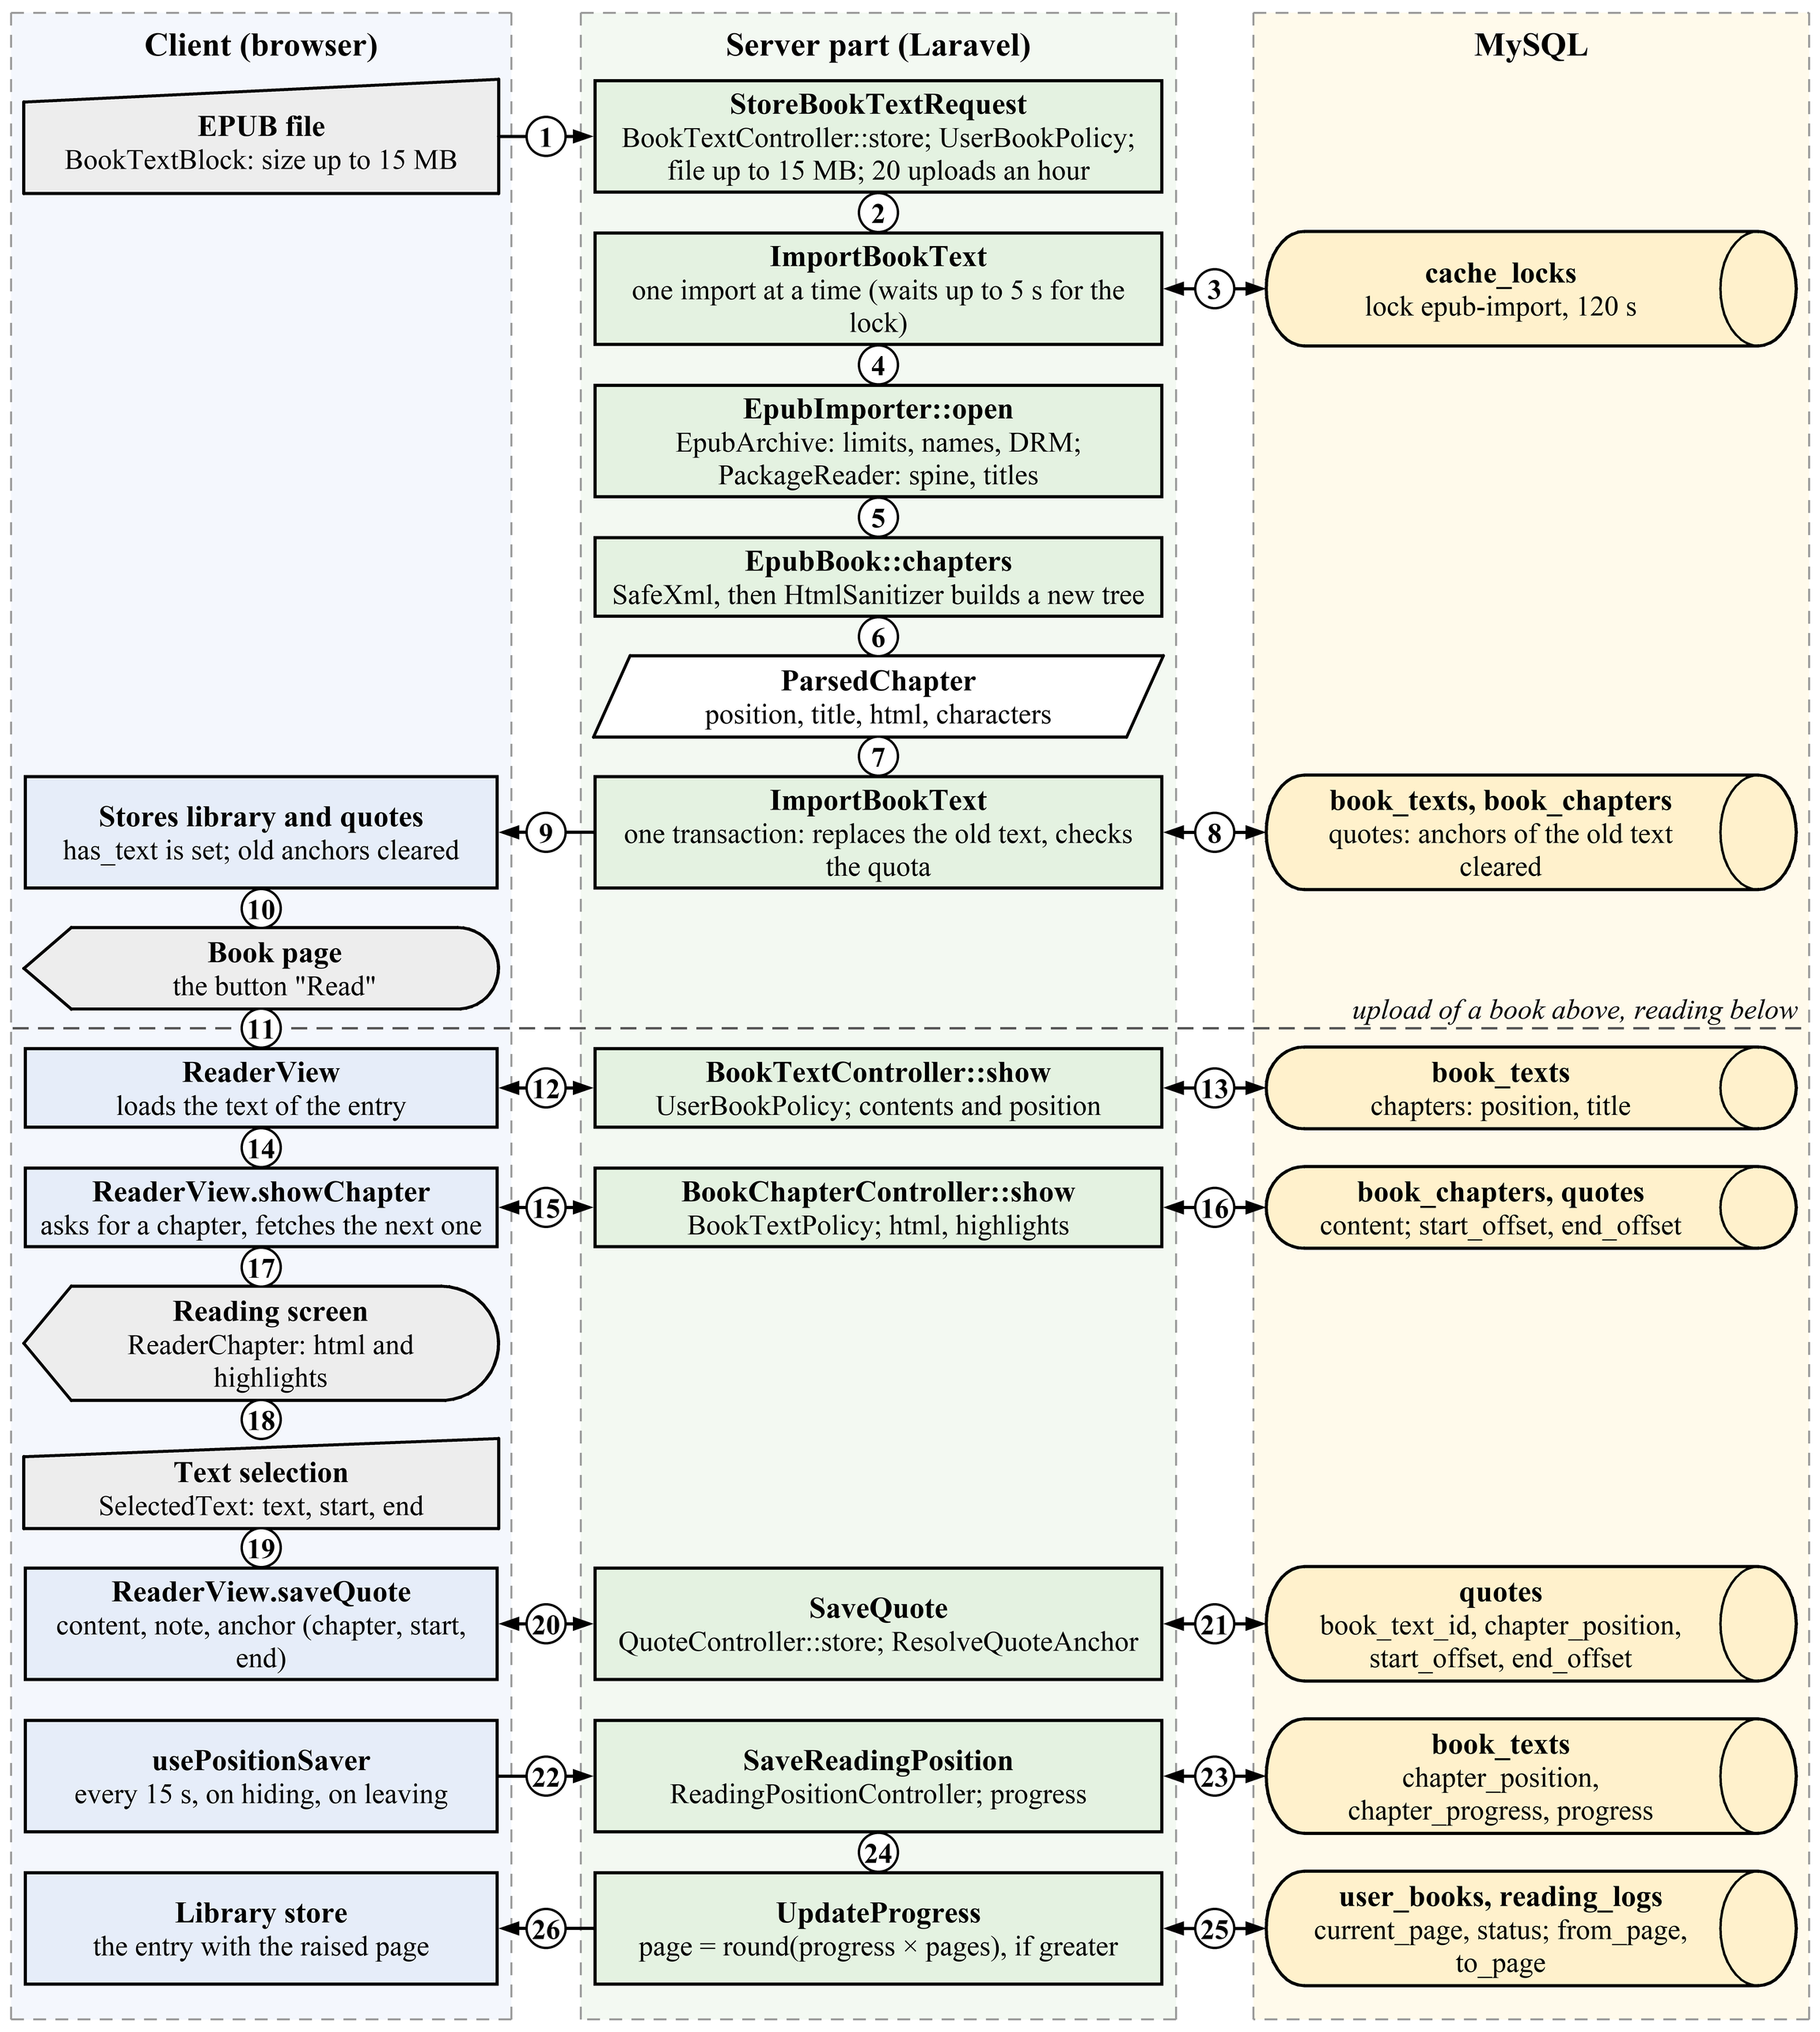 Client (browser)
Server part (Laravel)
MySQL
EPUB file
BookTextBlock: size up to 15 MB
1
StoreBookTextRequest
BookTextController::store; UserBookPolicy;
file up to 15 MB; 20 uploads an hour
2
ImportBookText
one import at a time (waits up to 5 s for the
lock)
3
cache_locks
lock epub-import, 120 s
4
EpubImporter::open
EpubArchive: limits, names, DRM;
PackageReader: spine, titles
5
EpubBook::chapters
SafeXml, then HtmlSanitizer builds a new tree
6
ParsedChapter
position, title, html, characters
7
Stores library and quotes
has_text is set; old anchors cleared
9
ImportBookText
one transaction: replaces the old text, checks
the quota
8
book_texts, book_chapters
quotes: anchors of the old text
cleared
10
Book page
the button "Read"
upload of a book above, reading below
11
ReaderView
loads the text of the entry
12
BookTextController::show
UserBookPolicy; contents and position
13
book_texts
chapters: position, title
14
ReaderView.showChapter
asks for a chapter, fetches the next one
15
BookChapterController::show
BookTextPolicy; html, highlights
16
book_chapters, quotes
content; start_offset, end_offset
17
Reading screen
ReaderChapter: html and
highlights
18
Text selection
SelectedText: text, start, end
19
ReaderView.saveQuote
content, note, anchor (chapter, start,
end)
20
SaveQuote
QuoteController::store; ResolveQuoteAnchor
21
quotes
book_text_id, chapter_position,
start_offset, end_offset
usePositionSaver
every 15 s, on hiding, on leaving
22
SaveReadingPosition
ReadingPositionController; progress
23
book_texts
chapter_position,
chapter_progress, progress
24
Library store
the entry with the raised page
26
UpdateProgress
page = round(progress × pages), if greater
25
user_books, reading_logs
current_page, status; from_page,
to_page